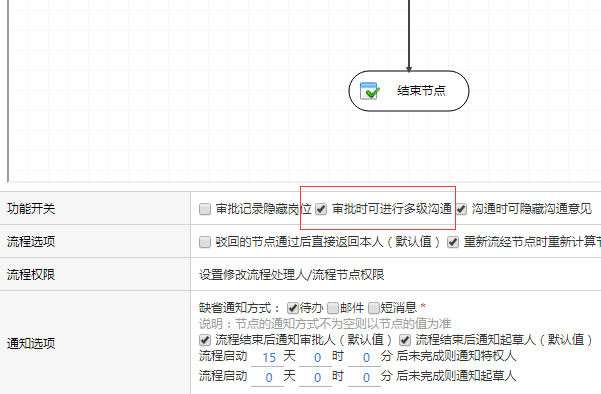 结束节点
功能开关 审批记录隐藏岗位 审批时可进行多级沟通 沟通时可隐藏沟通意见
流程选项 驳回的节点通过后直接返回本人（默认值） 重新流经节点时重新计算
流程权限 设置修改流程处理人/流程节点权限
缺省通知方式： 待办 邮件 短消息 *
说明：节点的通知方式不为空则以节点的值为准
通知选项 流程结束后通知审批人（默认值） 流程结束后通知起草人（默认值）
流程启动 15 天 0 时 0 分 后未完成则通知特权人
流程启动 0 天 0 时 0 分 后未完成则通知起草人